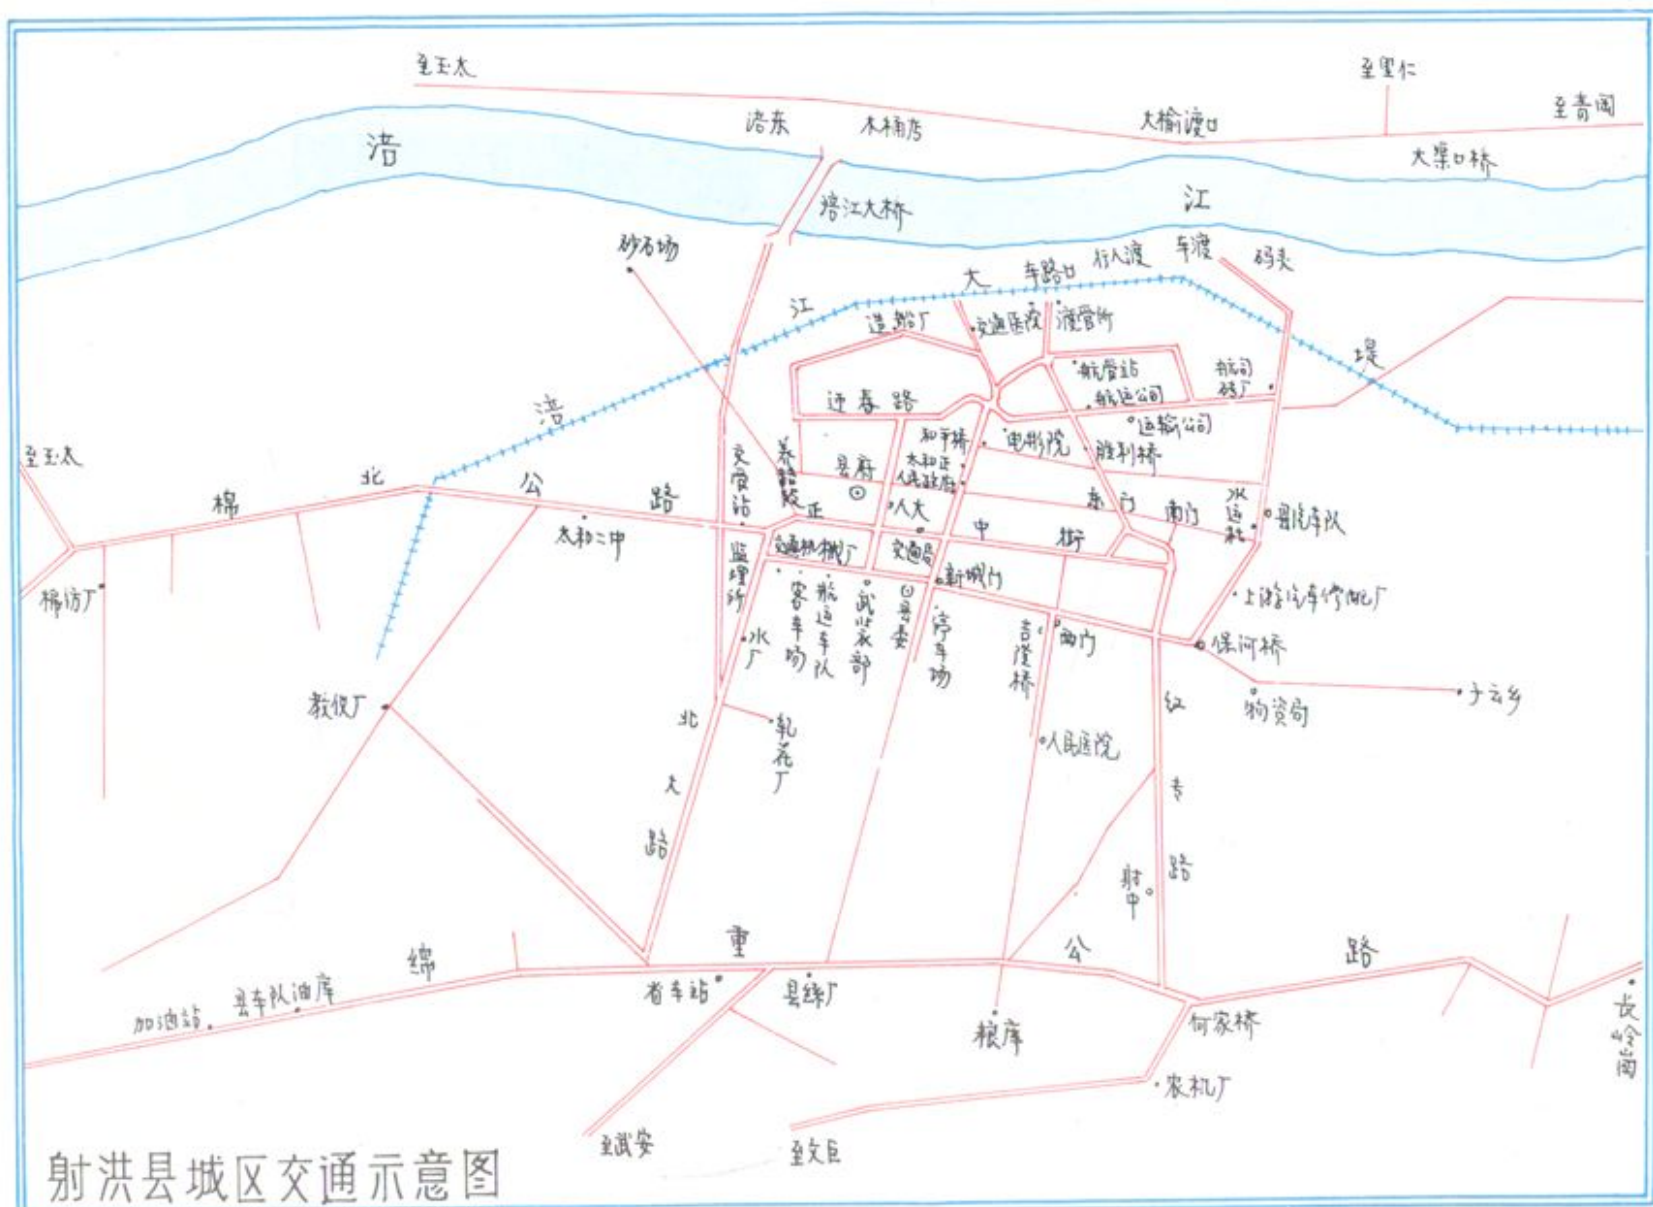 至玉太
至里仁
至青岗
涪东
木桶店
大榆渡口
大渠口桥
涪
江
涪江大桥
砂石场
涪
江
大
堤
车路口
行人渡
车渡
码头
造船厂
交通医院
渡管所
航管站
航运公司
航司
砖厂
迎春路
运输公司
和平桥
电影院
胜利桥
县府
人民政府
至玉太
棉
北
公
路
交管站
太和二中
正
中
街
人大
东门
南门
水运社
县汽车队
交通机械厂
交通局
新城门
监理所
棉纺厂
水厂
客车场
航运车队
武装部
县委
停车场
吉隆桥
西门
上游汽车修配厂
保河桥
物资局
子云乡
教仪厂
北
大
路
轧花厂
人民医院
红
专
路
射中
绵
重
公
路
加油站
县车队油库
省车站
县丝厂
粮库
何家桥
农机厂
长岭岗
至武安
至文巨
射洪县城区交通示意图